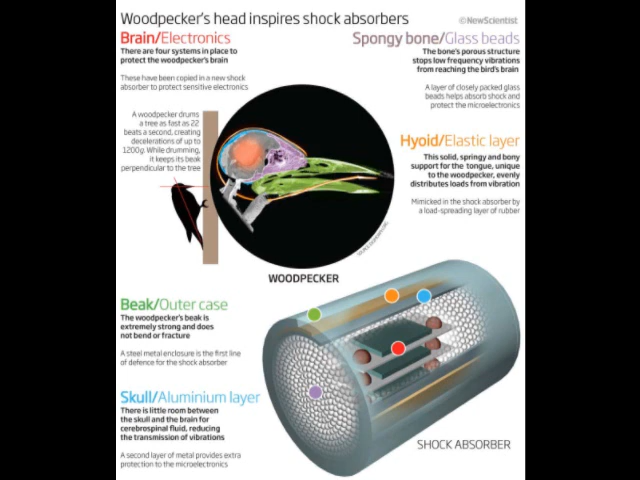 Woodpecker's head inspires shock absorbers
© NewScientist
Brain/Electronics
There are four systems in place to
protect the woodpecker's brain
These have been copied in a new shock
absorber to protect sensitive electronics
Spongy bone/Glass beads
The bone's porous structure
stops low frequency vibrations
from reaching the bird's brain
A layer of closely packed glass
beads helps absorb shock and
protect the microelectronics
A woodpecker drums
a tree as fast as 22
beats a second, creating
decelerations of up to
1200g. While drumming,
it keeps its beak
perpendicular to the tree
Hyoid/Elastic layer
This solid, springy and bony
support for the tongue, unique
to the woodpecker, evenly
distributes loads from vibration
Mimicked in the shock absorber by
a load-spreading layer of rubber
WOODPECKER
Beak/Outer case
The woodpecker's beak is
extremely strong and does
not bend or fracture
A steel metal enclosure is the first line
of defence for the shock absorber
Skull/Aluminium layer
There is little room between
the skull and the brain for
cerebrospinal fluid, reducing
the transmission of vibrations
A second layer of metal provides extra
protection to the microelectronics
SHOCK ABSORBER